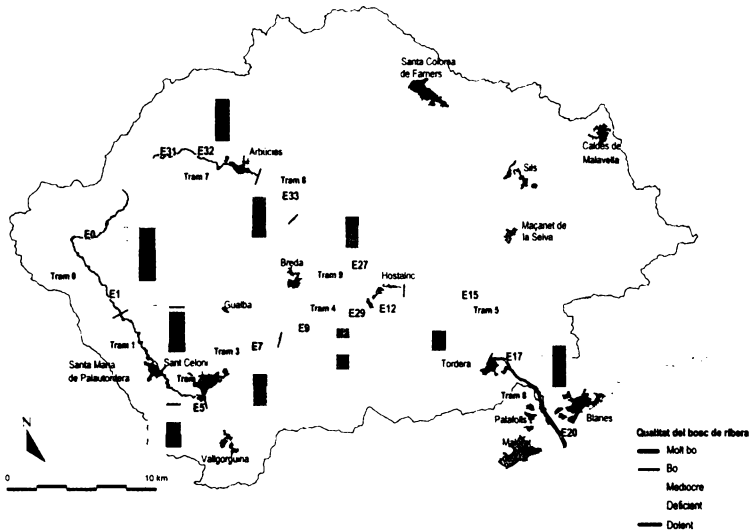 Santa Coloma
de Farners
Caldes de
Malavella
E31 E32 Arbúcies
Tram 7
Tram 8
E33
Sils
Maçanet de
la Selva
E0
Tram 0
E27
Breda
Tram 9
Hostalric
E1
Gualba
E15
Tram 4
E29 E12
Tram 5
E9
Tram 1
E7
Tram 3
Santa Maria
de Palautordera
Sant Celoni
Tordera
E17
E5
Tram 6
Palafolls
Blanes
E20
Vallgorguina
N
0 10 km
Qualitat del bosc de ribera
Molt bo
Bo
Mediocre
Deficient
Dolent